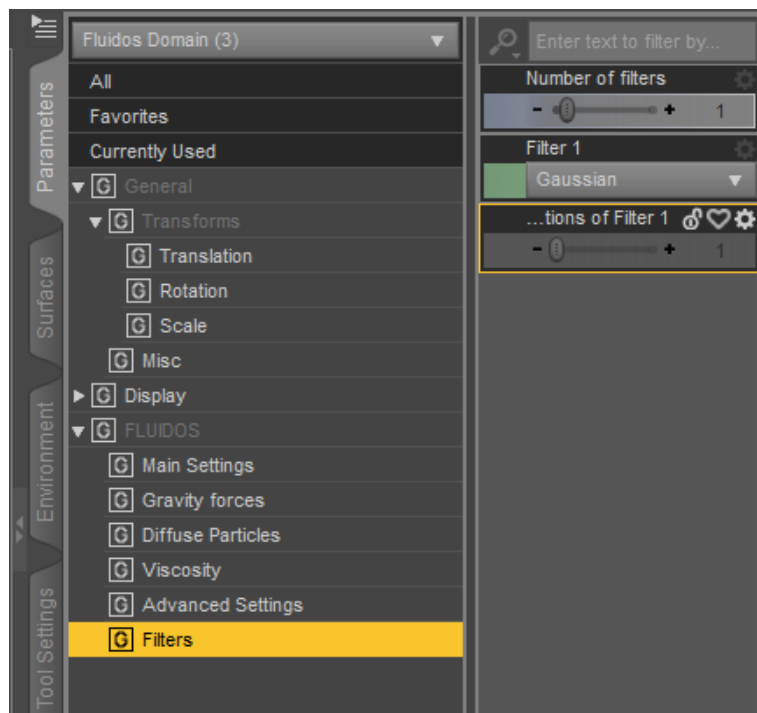 Fluidos Domain (3)
All
Favorites
Currently Used
G General
G Transforms
G Translation
G Rotation
G Scale
G Misc
G Display
G FLUIDOS
G Main Settings
G Gravity forces
G Diffuse Particles
G Viscosity
G Advanced Settings
G Filters
Enter text to filter by...
Number of filters
- + 1
Filter 1
Gaussian
...tions of Filter 1
- + 1
Parameters
Surfaces
Environment
Tool Settings